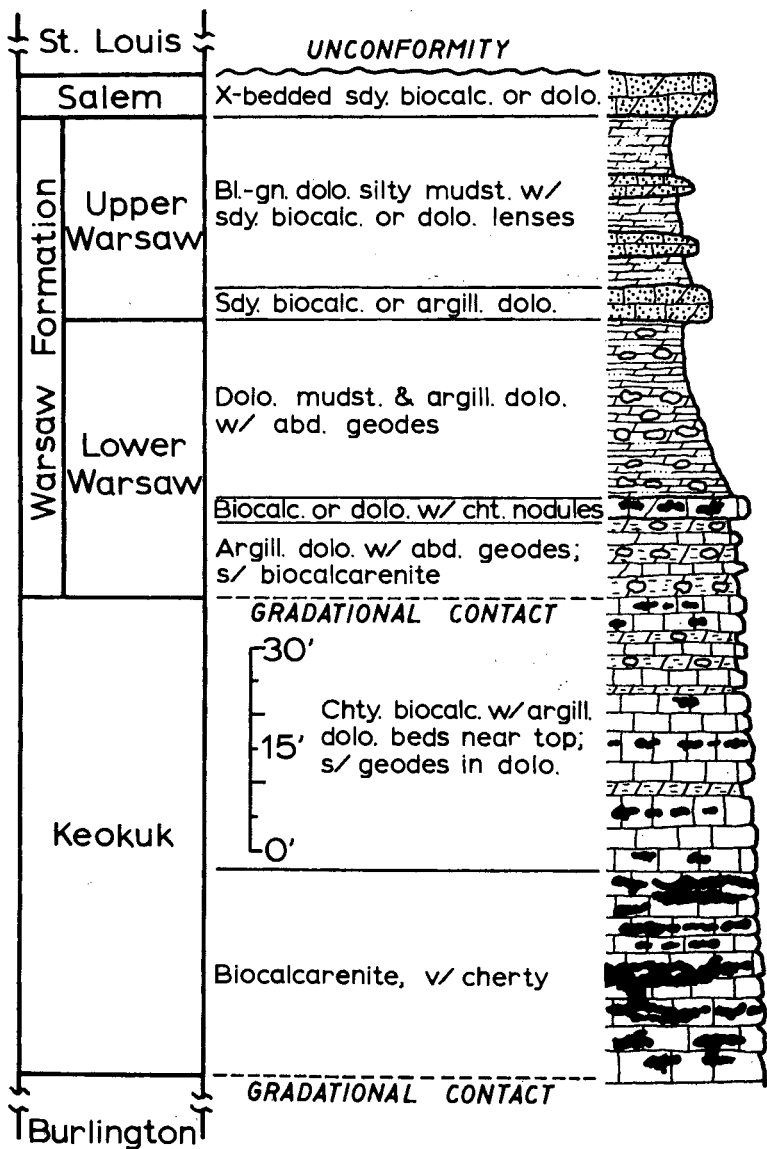 St. Louis
UNCONFORMITY
Salem
X-bedded sdy. biocalc. or dolo.
Warsaw Formation
Upper
Warsaw
Bl.-gn. dolo. silty mudst. w/
sdy. biocalc. or dolo. lenses
Sdy. biocalc. or argill. dolo.
Lower
Warsaw
Dolo. mudst. & argill. dolo.
w/ abd. geodes
Biocalc. or dolo. w/ cht. nodules
Argill. dolo. w/ abd. geodes;
s/ biocalcarenite
GRADATIONAL CONTACT
Keokuk
30'
15'
0'
Chty. biocalc. w/argill.
dolo. beds near top;
s/ geodes in dolo.
Biocalcarenite, v/ cherty
GRADATIONAL CONTACT
Burlington